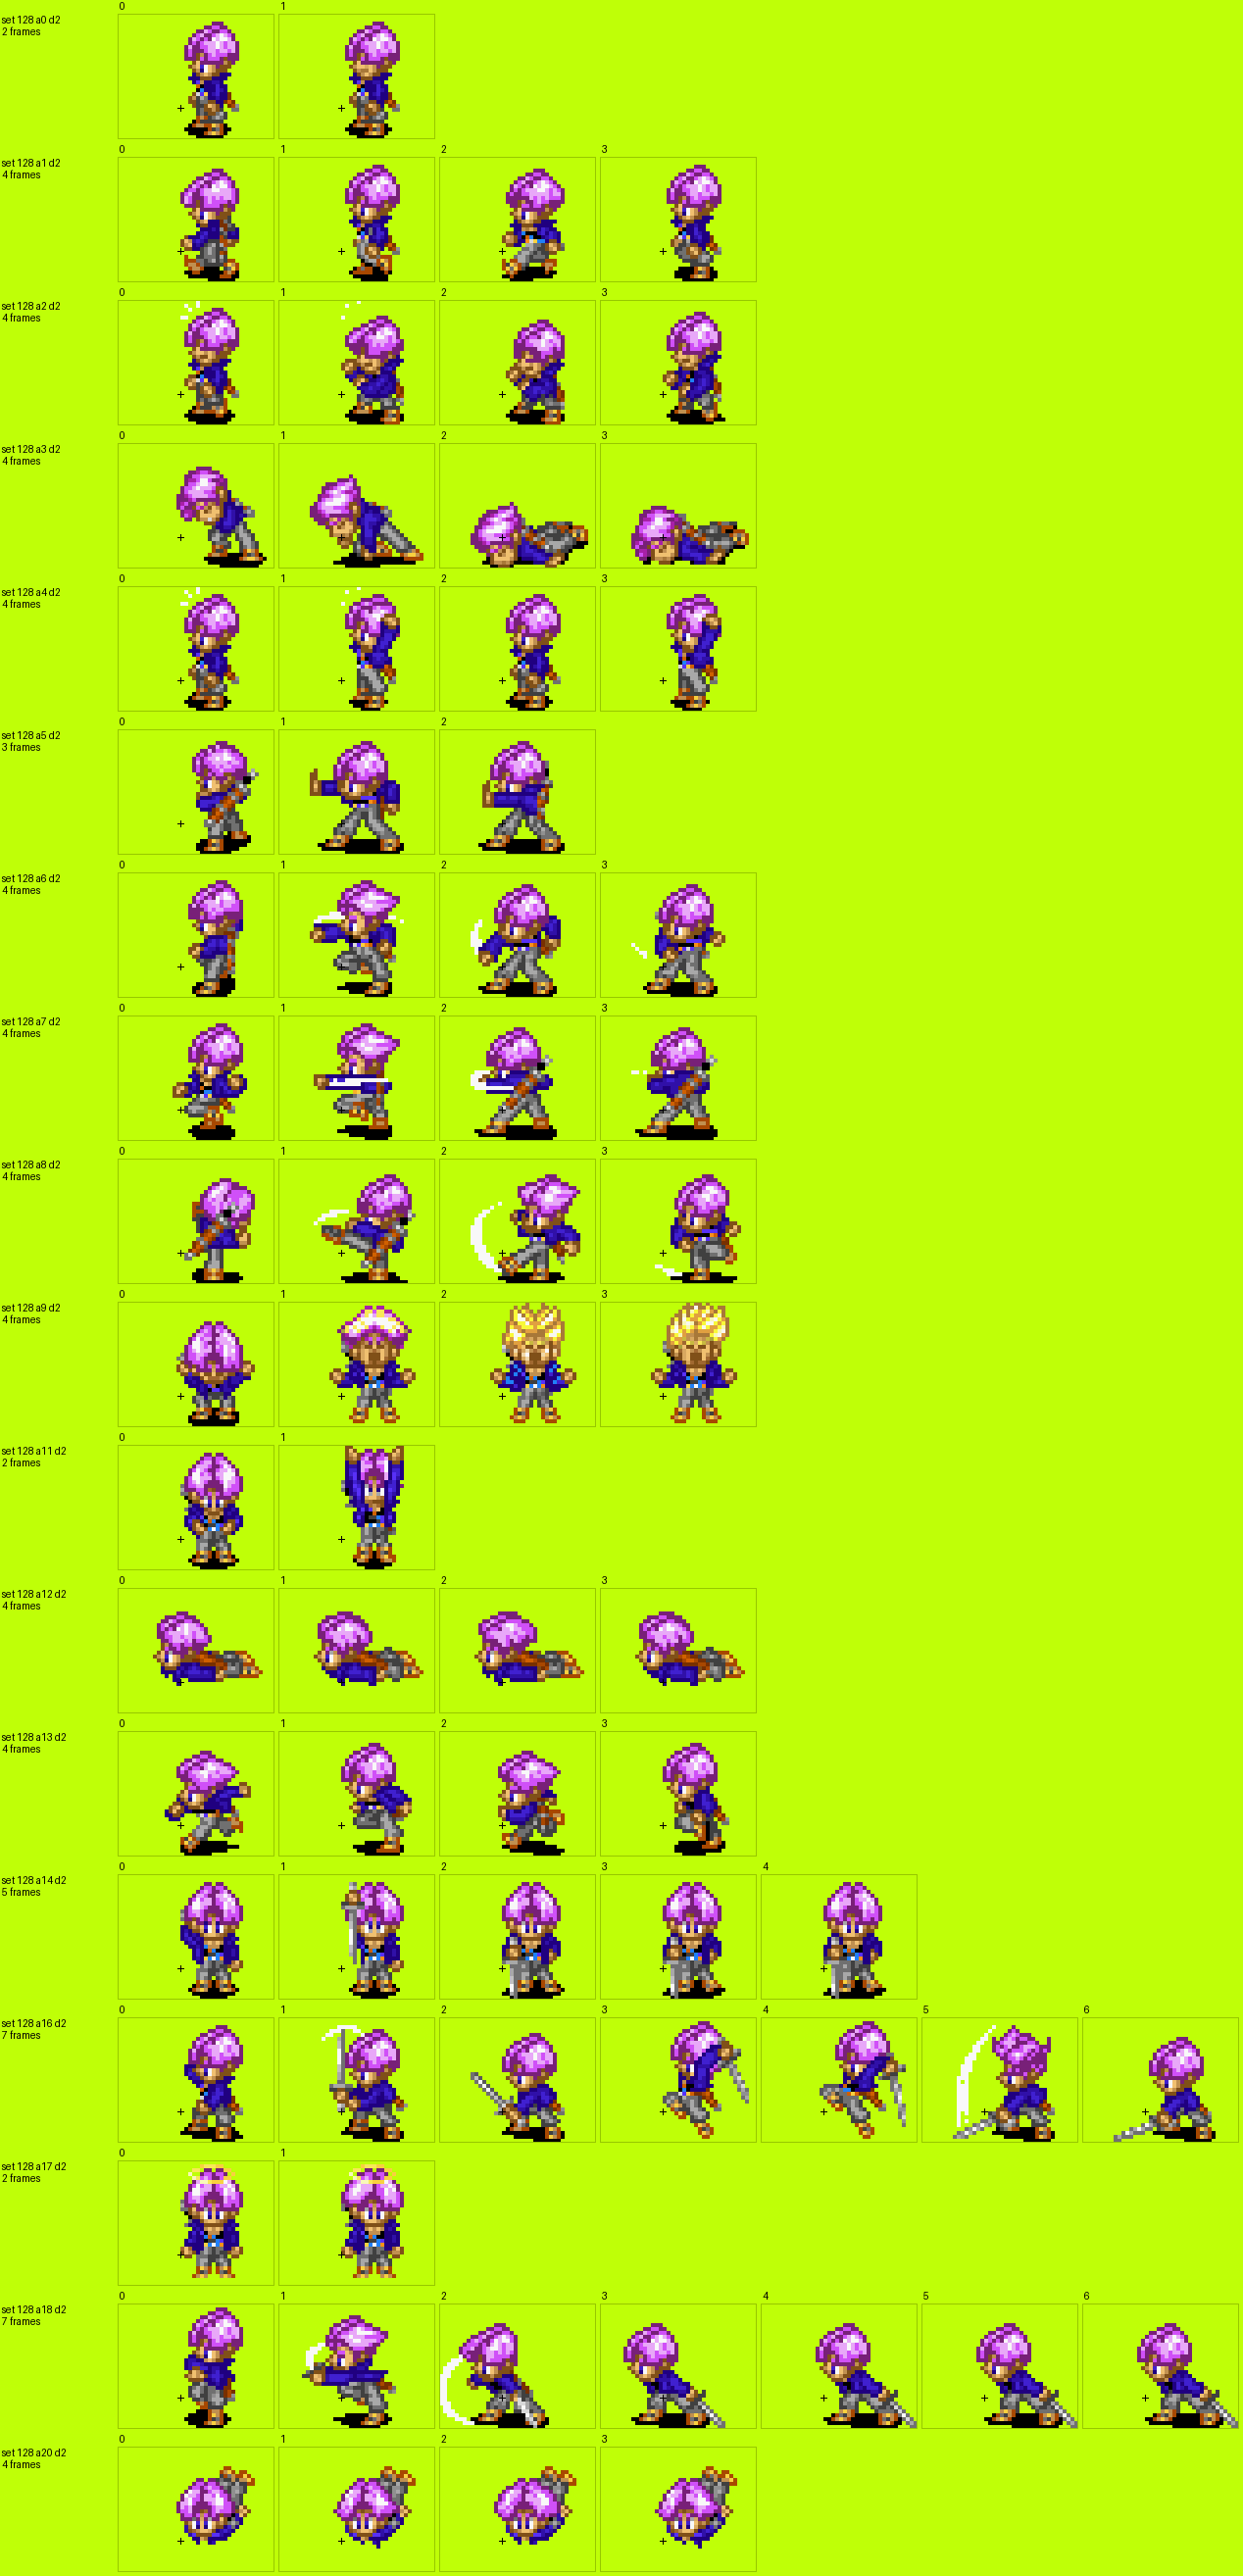 0 1
set 128 a0 d2
2 frames
0 1 2 3
set 128 a1 d2
4 frames
0 1 2 3
set 128 a2 d2
4 frames
0 1 2 3
set 128 a3 d2
4 frames
0 1 2 3
set 128 a4 d2
4 frames
0 1 2
set 128 a5 d2
3 frames
0 1 2 3
set 128 a6 d2
4 frames
0 1 2 3
set 128 a7 d2
4 frames
0 1 2 3
set 128 a8 d2
4 frames
0 1 2 3
set 128 a9 d2
4 frames
0 1
set 128 a11 d2
2 frames
0 1 2 3
set 128 a12 d2
4 frames
0 1 2 3
set 128 a13 d2
4 frames
0 1 2 3 4
set 128 a14 d2
5 frames
0 1 2 3 4 5 6
set 128 a16 d2
7 frames
0 1
set 128 a17 d2
2 frames
0 1 2 3 4 5 6
set 128 a18 d2
7 frames
0 1 2 3
set 128 a20 d2
4 frames